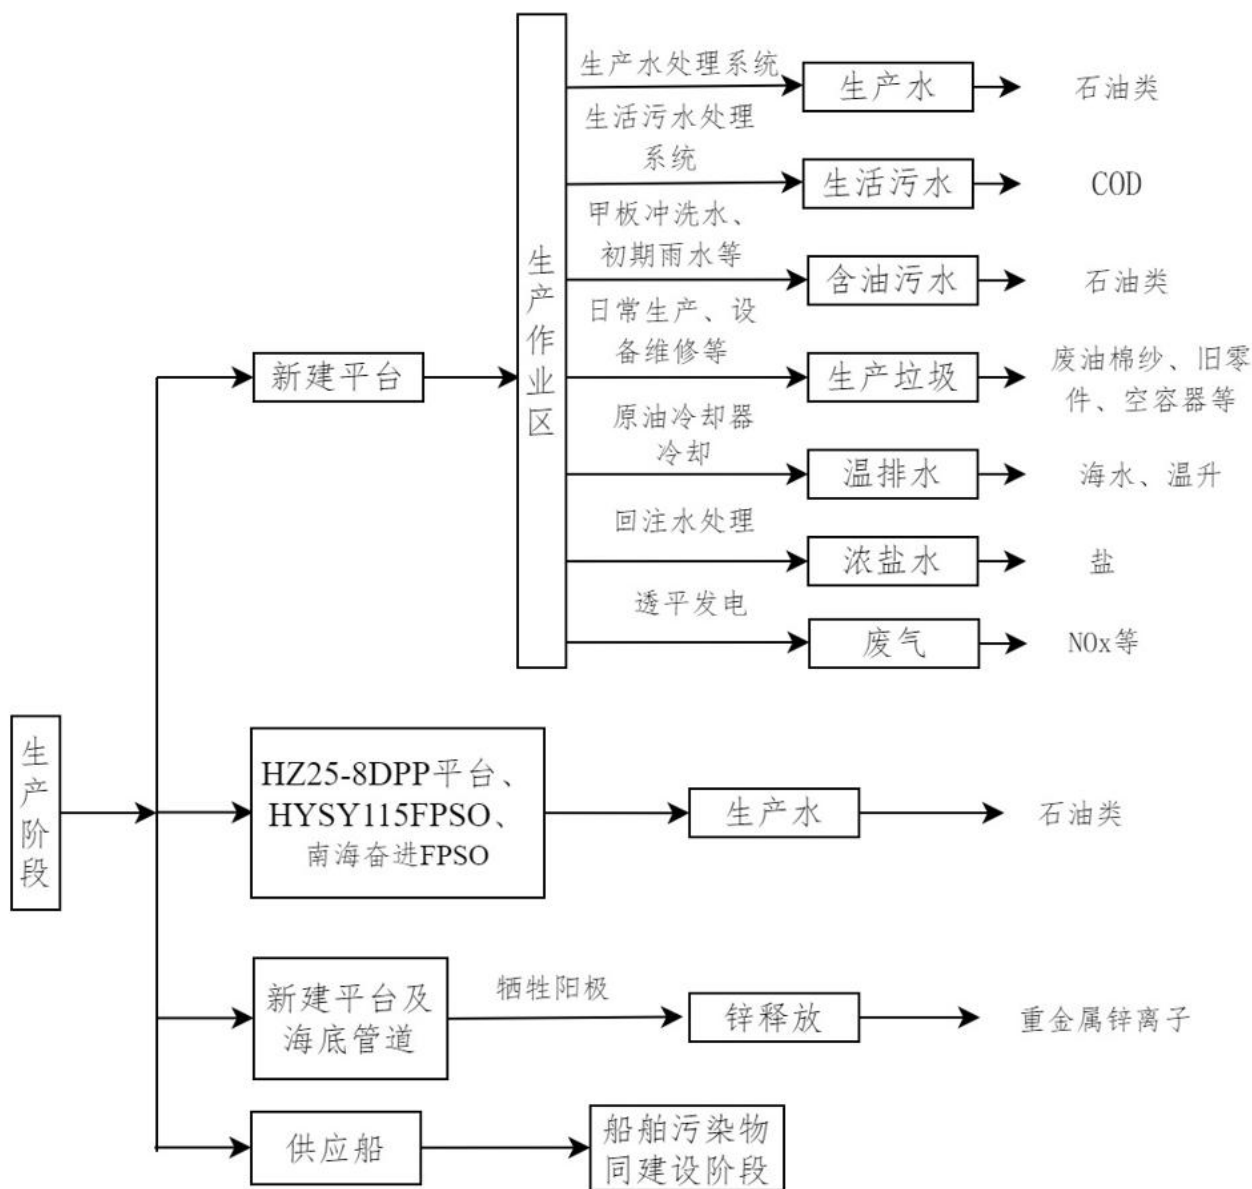 生产水处理系统
生产水
石油类
生活污水处理
系统
生活污水
COD
甲板冲洗水、
初期雨水等
含油污水
石油类
日常生产、设
备维修等
生产垃圾
废油棉纱、旧零
件、空容器等
新建平台
生产作业区
原油冷却器
冷却
温排水
海水、温升
回注水处理
浓盐水
盐
透平发电
废气
NOx等
生产阶段
HZ25-8DPP平台、
HYSY115FPSO、
南海奋进FPSO
生产水
石油类
新建平台及
海底管道
牺牲阳极
锌释放
重金属锌离子
供应船
船舶污染物
同建设阶段